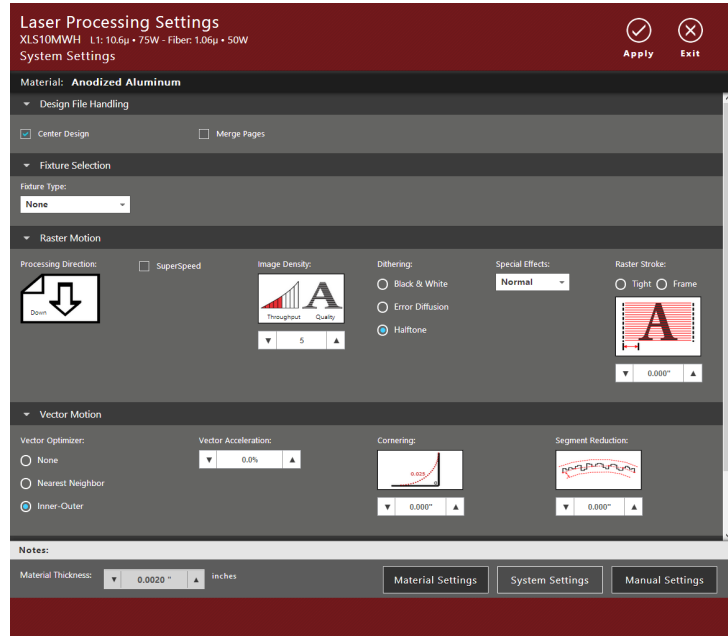 Laser Processing Settings
XLS10MWH L1: 10.6µ • 75W - Fiber: 1.06µ • 50W
System Settings
Apply Exit
Material: Anodized Aluminum
Design File Handling
Center Design Merge Pages
Fixture Selection
Fixture Type:
None
Raster Motion
Processing Direction: SuperSpeed Image Density: Dithering: Special Effects: Raster Stroke:
Down
Throughput Quality
5
Black & White
Error Diffusion
Halftone
Normal
Tight Frame
A
0.000"
Vector Motion
Vector Optimizer: Vector Acceleration: Cornering: Segment Reduction:
None
Nearest Neighbor
Inner-Outer
0.0%
0.025
0.000"
0.000"
Notes:
Material Thickness: 0.0020 " inches
Material Settings System Settings Manual Settings